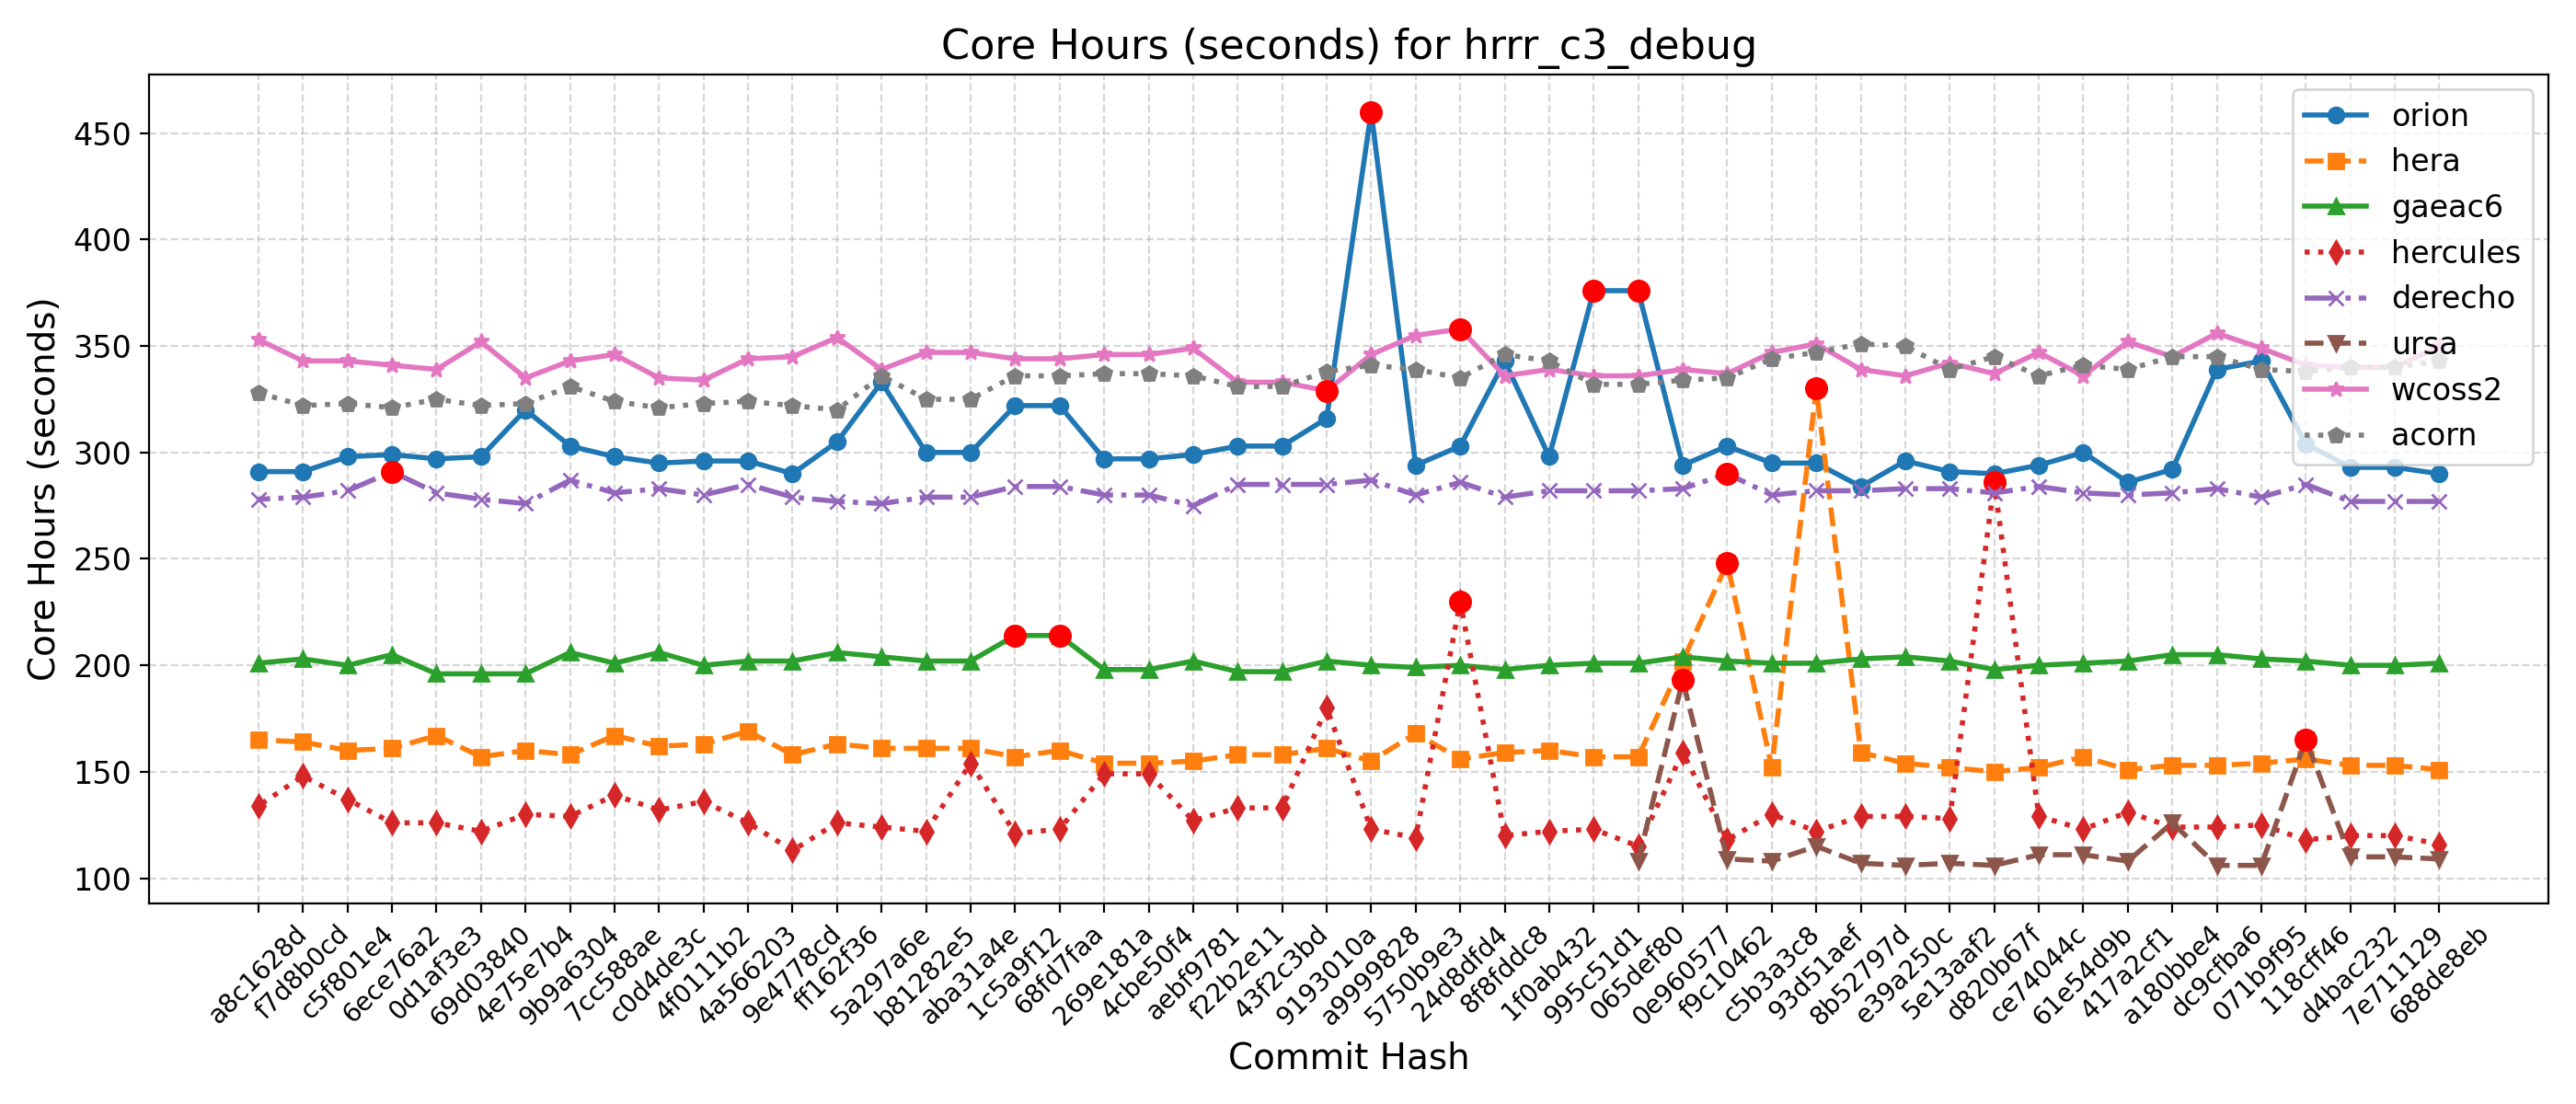 Core Hours (seconds) for hrrr_c3_debug
Core Hours (seconds)
450
400
350
300
250
200
150
100
orion
hera
gaeac6
hercules
derecho
ursa
wcoss2
acorn
a8c1628d
f7d8b0cd
c5f801e4
6ece76a2
0d1af3e3
69d03840
4e75e7b4
9b9a6304
7cc588ae
c0d4de3c
4f0111b2
4a566203
9e4778cd
ff162f36
5a297a6e
b81282e5
aba31a4e
1c5a9f12
68fd7faa
269e181a
4cbe50f4
aebf9781
f22b2e11
43f2c3bd
9193010a
a9999828
5750b9e3
24d8dfd4
8f8fddc8
1f0ab432
995c51d1
065def80
0e960577
f9c10462
c5b3a3c8
93d51aef
8b52797d
e39a250c
5e13aaf2
d820b67f
ce74044c
61e54d9b
417a2cf1
a180bbe4
dc9cfba6
071b9f95
118cff46
d4bac232
7e711129
688de8eb
Commit Hash